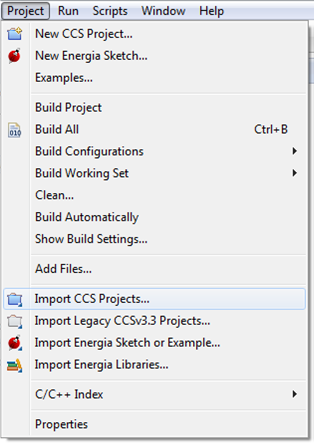 Project Run Scripts Window Help
New CCS Project...
New Energia Sketch...
Examples...
Build Project
010 Build All Ctrl+B
Build Configurations
Build Working Set
Clean...
Build Automatically
Show Build Settings...
Add Files...
Import CCS Projects...
Import Legacy CCSv3.3 Projects...
Import Energia Sketch or Example...
Import Energia Libraries...
C/C++ Index
Properties